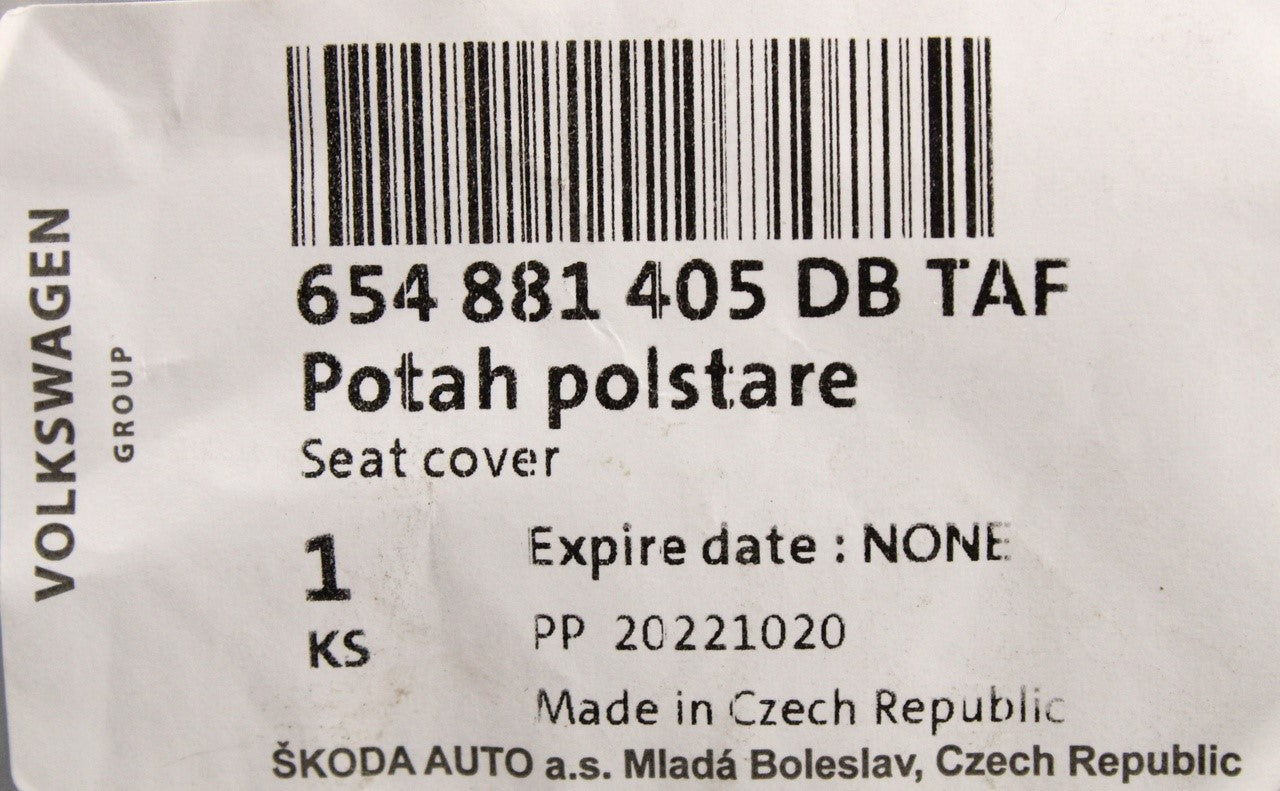 VOLKSWAGEN
GROUP
654 881 405 DB TAF
Potah polstare
Seat cover
1
KS
Expire date : NONE
PP 20221020
Made in Czech Republic
ŠKODA AUTO a.s. Mladá Boleslav, Czech Republic